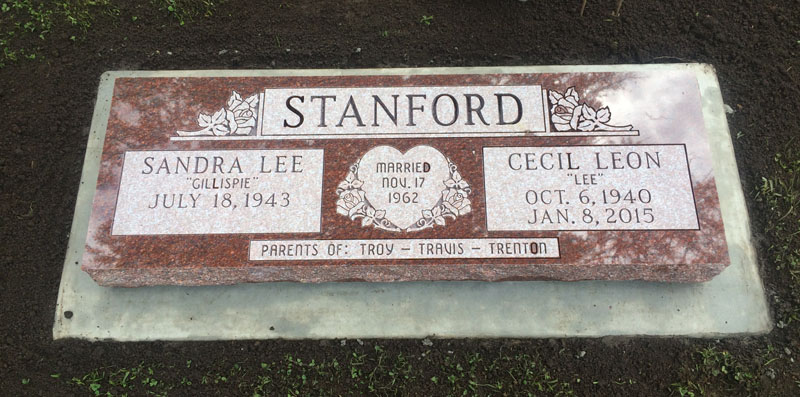 STANFORD
SANDRA LEE
"GILLISPIE"
JULY 18, 1943
MARRIED
NOV. 17
1962
CECIL LEON
"LEE"
OCT. 6, 1940
JAN. 8, 2015
PARENTS OF: TROY – TRAVIS – TRENTON